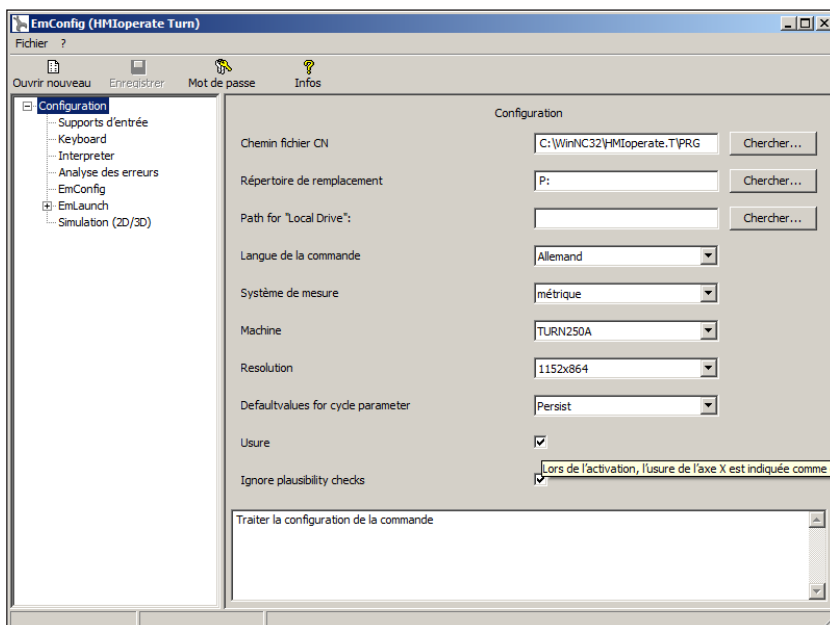 EmConfig (HMIoperate Turn)
Fichier ?
Ouvrir nouveau Enregistrer Mot de passe Infos
Configuration
Supports d'entrée
Keyboard
Interpreter
Analyse des erreurs
EmConfig
EmLaunch
Simulation (2D/3D)
Configuration
Chemin fichier CN C:\WinNC32\HMIoperate.T\PRG Chercher...
Répertoire de remplacement P: Chercher...
Path for "Local Drive": Chercher...
Langue de la commande Allemand
Système de mesure métrique
Machine TURN250A
Resolution 1152x864
Defaultvalues for cycle parameter Persist
Usure
Lors de l'activation, l'usure de l'axe X est indiquée comme
Ignore plausibility checks
Traiter la configuration de la commande